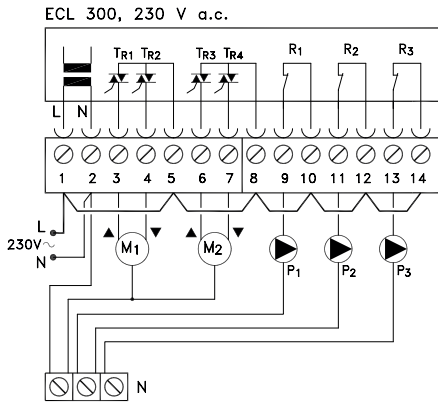 ECL 300, 230 V a.c.
TR1 TR2 TR3 TR4 R1 R2 R3
L N
1 2 3 4 5 6 7 8 9 10 11 12 13 14
L
230V~
N
M1 M2
P1 P2 P3
N